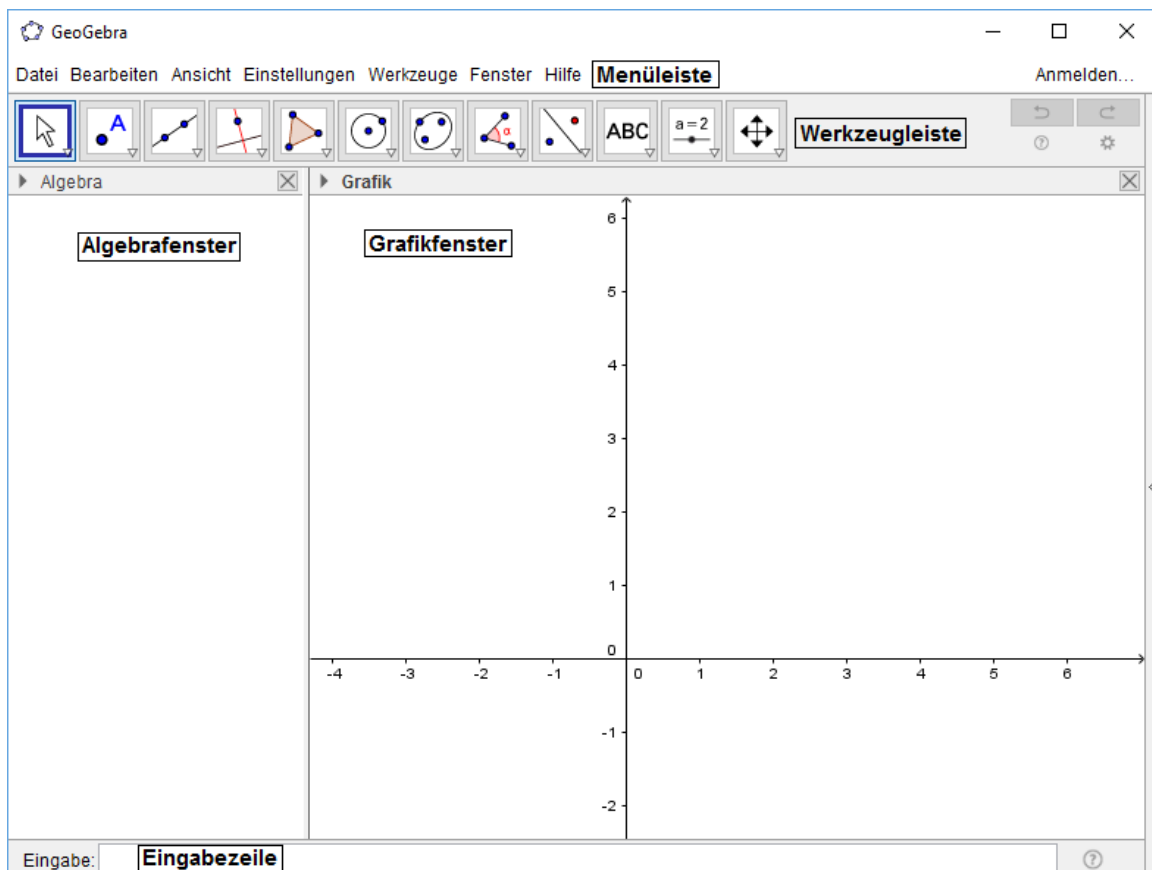 GeoGebra
Datei Bearbeiten Ansicht Einstellungen Werkzeuge Fenster Hilfe Menüleiste Anmelden...
A α ABC a=2 Werkzeugleiste
Algebra Grafik
Algebrafenster Grafikfenster
6
5
4
3
2
1
0
-4 -3 -2 -1 0 1 2 3 4 5 6
-1
-2
Eingabe: Eingabezeile